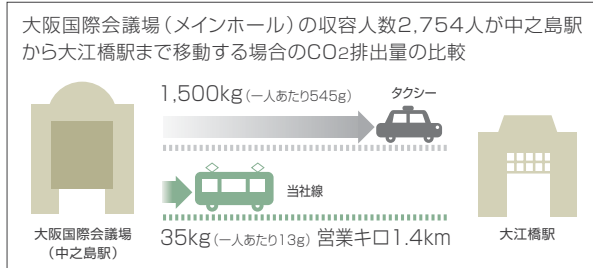 大阪国際会議場（メインホール）の収容人数2,754人が中之島駅
から大江橋駅まで移動する場合のCO2排出量の比較
1,500kg（一人あたり545g）
タクシー
当社線
35kg（一人あたり13g）営業キロ1.4km
大阪国際会議場
（中之島駅）
大江橋駅